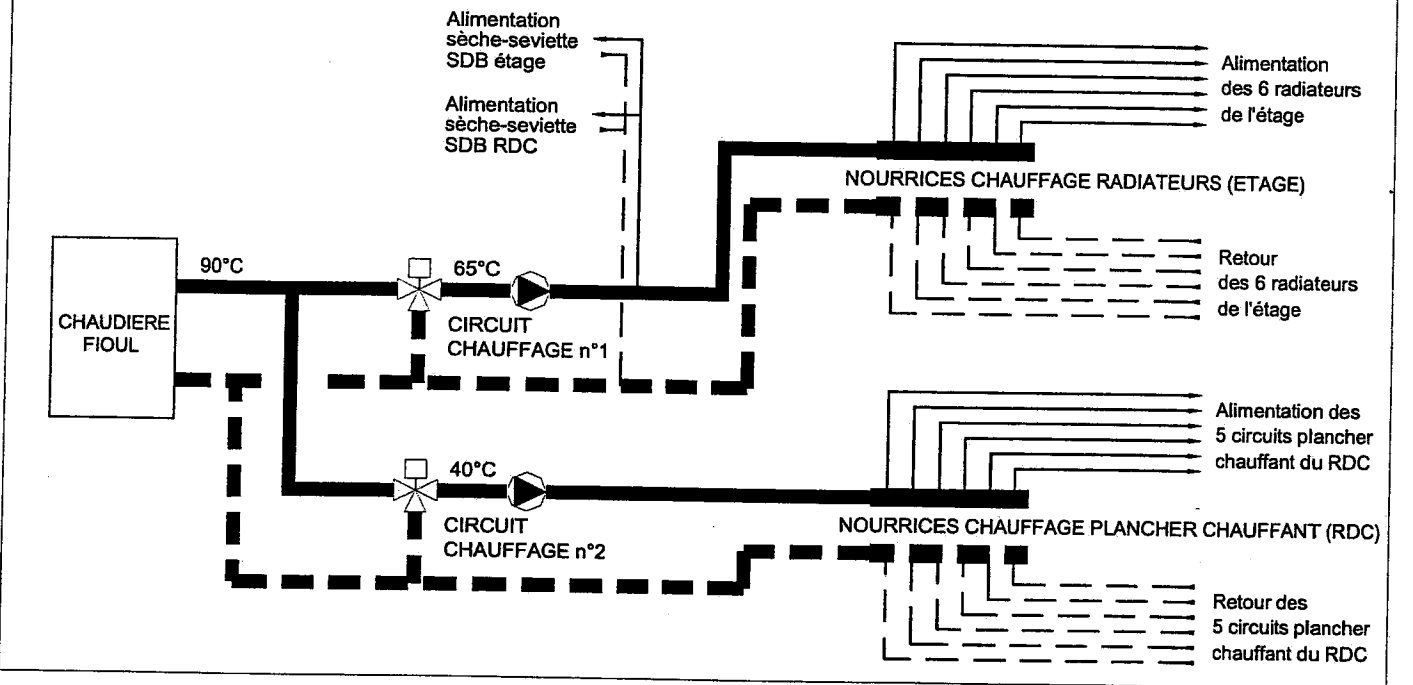 Alimentation
sèche-seviette
SDB étage
Alimentation
sèche-seviette
SDB RDC
Alimentation
des 6 radiateurs
de l'étage
NOURRICES CHAUFFAGE RADIATEURS (ETAGE)
Retour
des 6 radiateurs
de l'étage
CHAUDIERE
FIOUL
90°C
65°C
CIRCUIT
CHAUFFAGE n°1
Alimentation des
5 circuits plancher
chauffant du RDC
40°C
CIRCUIT
CHAUFFAGE n°2
NOURRICES CHAUFFAGE PLANCHER CHAUFFANT (RDC)
Retour des
5 circuits plancher
chauffant du RDC